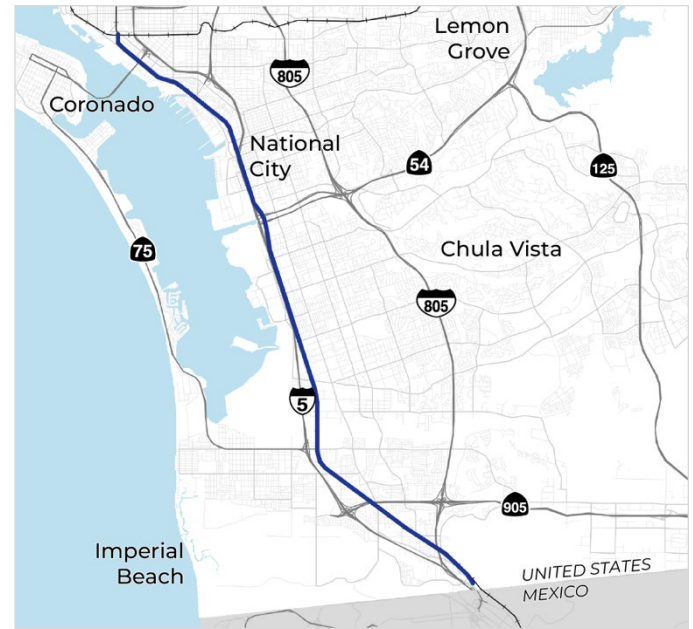 Lemon
Grove
805
Coronado
National
City
54
125
75
Chula Vista
805
5
905
Imperial
Beach
UNITED STATES
MEXICO